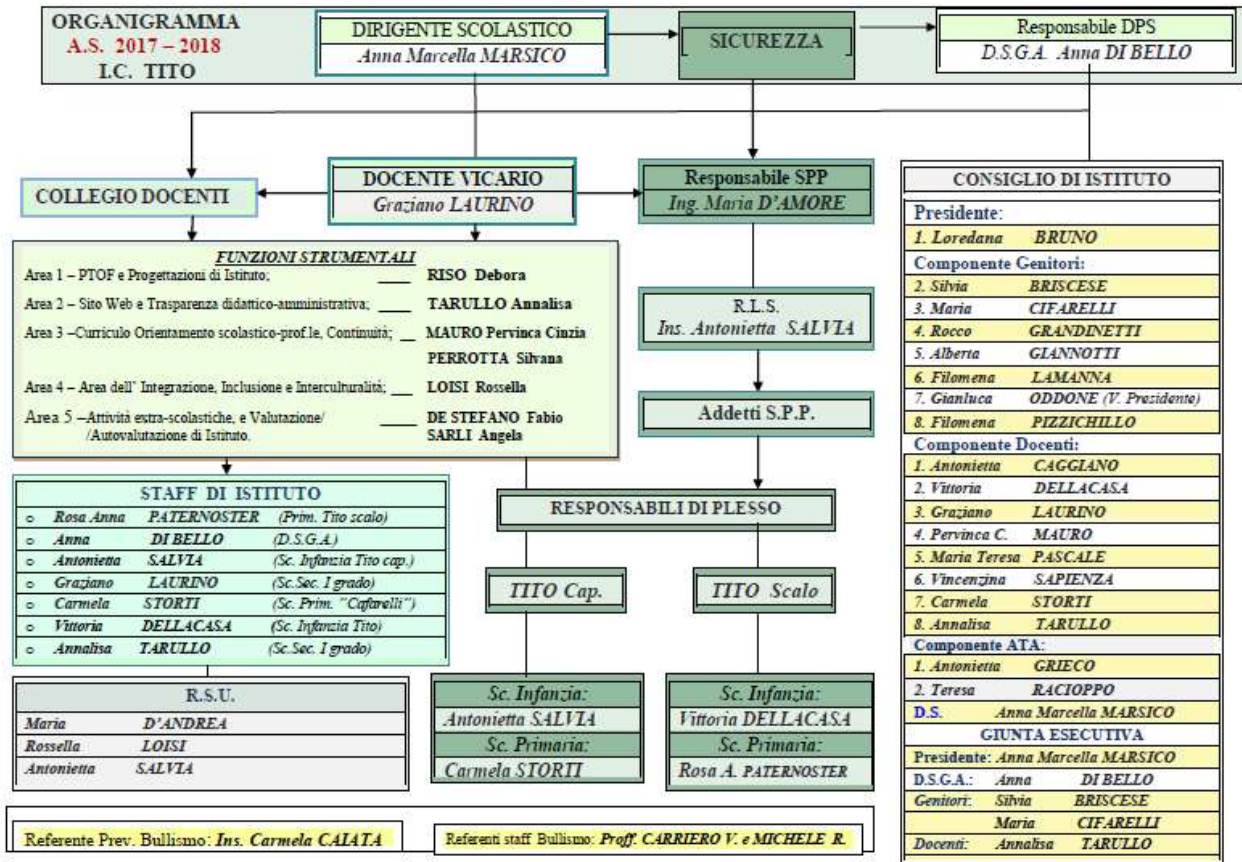 ORGANIGRAMMA
A.S. 2017 – 2018
I.C. TITO
DIRIGENTE SCOLASTICO
Anna Marcella MARSICO
SICUREZZA
Responsabile DPS
D.S.G.A. Anna DI BELLO
COLLEGIO DOCENTI
DOCENTE VICARIO
Graziano LAURINO
Responsabile SPP
Ing. Maria D'AMORE
FUNZIONI STRUMENTALI
Area 1 – PTOF e Progettazioni di Istituto; ____ RISO Debora
Area 2 – Sito Web e Trasparenza didattico-amministrativa; ____ TARULLO Annalisa
Area 3 –Curriculo Orientamento scolastico-prof.le, Continuità; __ MAURO Pervinca Cinzia
PERROTTA Silvana
Area 4 – Area dell' Integrazione, Inclusione e Interculturalità; ____ LOISI Rossella
Area 5 –Attività extra-scolastiche, e Valutazione/ ____ DE STEFANO Fabio
/Autovalutazione di Istituto. SARLI Angela
R.L.S.
Ins. Antonietta SALVIA
Addetti S.P.P.
RESPONSABILI DI PLESSO
TITO Cap.
TITO Scalo
Sc. Infanzia:
Antonietta SALVIA
Sc. Primaria:
Carmela STORTI
Sc. Infanzia:
Vittoria DELLACASA
Sc. Primaria:
Rosa A. PATERNOSTER
STAFF DI ISTITUTO
o Rosa Anna PATERNOSTER (Prim. Tito scalo)
o Anna DI BELLO (D.S.G.A.)
o Antonietta SALVIA (Sc. Infanzia Tito cap.)
o Graziano LAURINO (Sc.Sec. I grado)
o Carmela STORTI (Sc. Prim. "Cafarelli")
o Vittoria DELLACASA (Sc. Infanzia Tito)
o Annalisa TARULLO (Sc.Sec. I grado)
R.S.U.
Maria D'ANDREA
Rossella LOISI
Antonietta SALVIA
Referente Prev. Bullismo: Ins. Carmela CAIATA
Referenti staff Bullismo: Proff. CARRIERO V. e MICHELE R.
CONSIGLIO DI ISTITUTO
Presidente:
1. Loredana BRUNO
Componente Genitori:
2. Silvia BRISCESE
3. Maria CIFARELLI
4. Rocco GRANDINETTI
5. Alberta GIANNOTTI
6. Filomena LAMANNA
7. Gianluca ODDONE (V. Presidente)
8. Filomena PIZZICHILLO
Componente Docenti:
1. Antonietta CAGGIANO
2. Vittoria DELLACASA
3. Graziano LAURINO
4. Pervinca C. MAURO
5. Maria Teresa PASCALE
6. Vincenzina SAPIENZA
7. Carmela STORTI
8. Annalisa TARULLO
Componente ATA:
1. Antonietta GRIECO
2. Teresa RACIOPPO
D.S. Anna Marcella MARSICO
GIUNTA ESECUTIVA
Presidente: Anna Marcella MARSICO
D.S.G.A.: Anna DI BELLO
Genitori: Silvia BRISCESE
Maria CIFARELLI
Docenti: Annalisa TARULLO